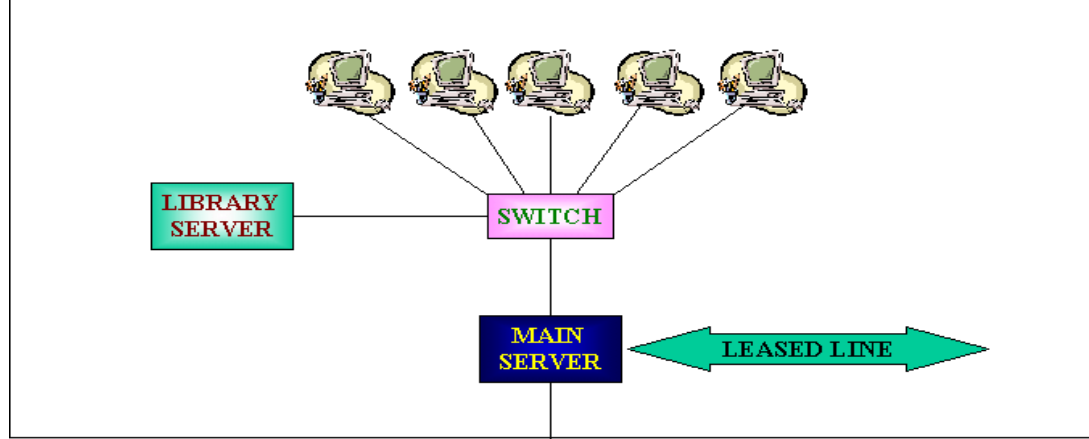 LIBRARY
SERVER
SWITCH
MAIN
SERVER
LEASED LINE